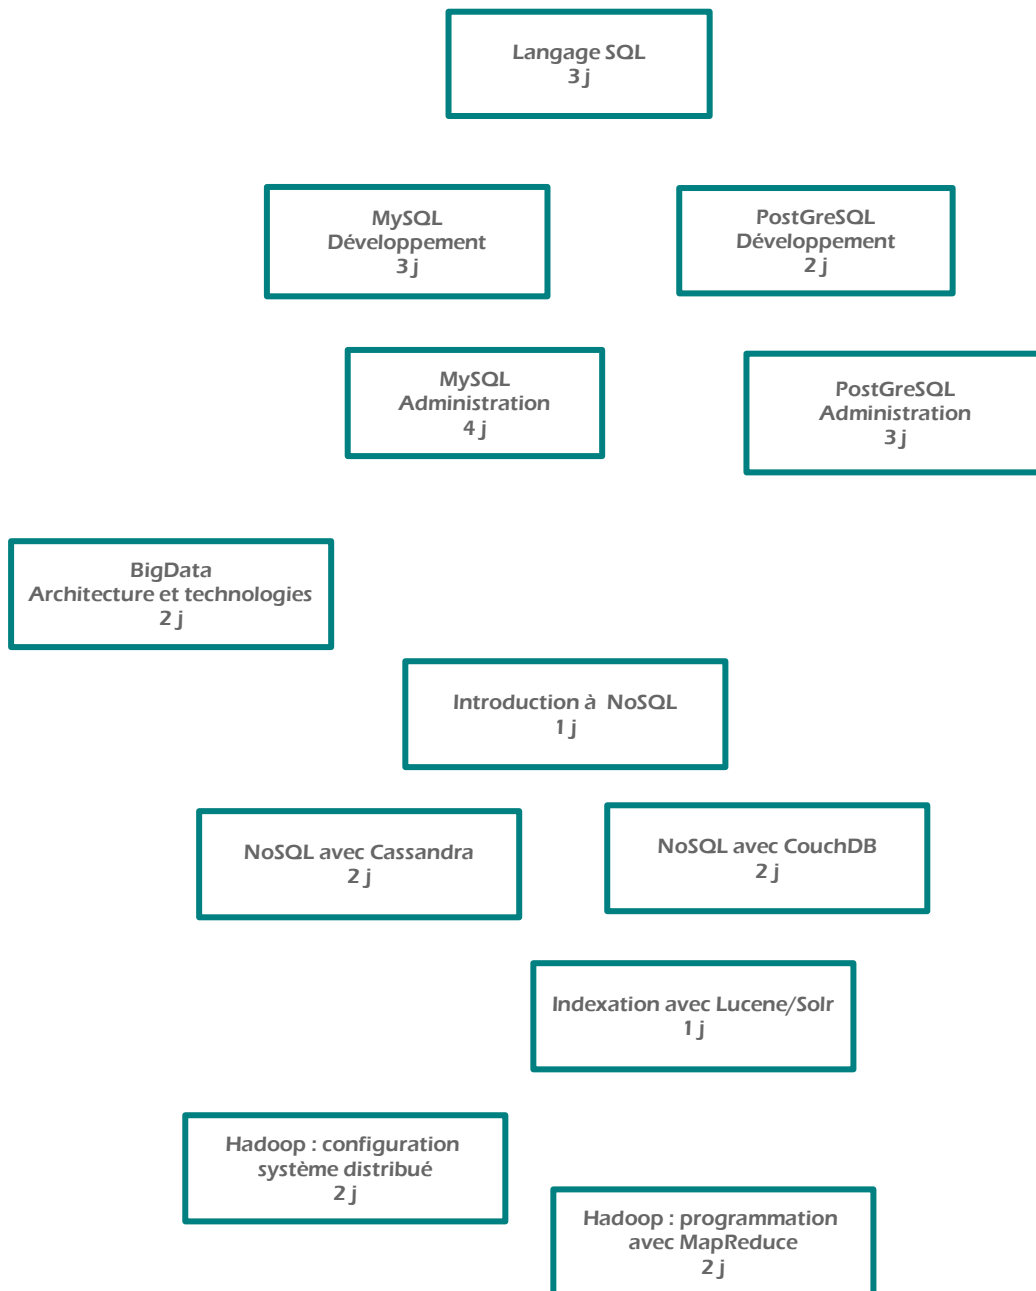 Langage SQL
3 j
MySQL
Développement
3 j
PostGreSQL
Développement
2 j
MySQL
Administration
4 j
PostGreSQL
Administration
3 j
BigData
Architecture et technologies
2 j
Introduction à NoSQL
1 j
NoSQL avec Cassandra
2 j
NoSQL avec CouchDB
2 j
Indexation avec Lucene/Solr
1 j
Hadoop : configuration
système distribué
2 j
Hadoop : programmation
avec MapReduce
2 j